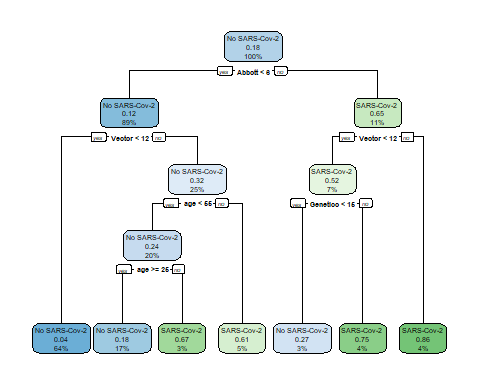 No SARS-Cov-2
0.18
100%
yes Abbott < 6 no
No SARS-Cov-2
0.12
89%
SARS-Cov-2
0.65
11%
yes Vector < 12 no
yes Vector < 12 no
No SARS-Cov-2
0.32
25%
SARS-Cov-2
0.52
7%
yes age < 55 no
yes Genetico < 15 no
No SARS-Cov-2
0.24
20%
yes age >= 25 no
No SARS-Cov-2
0.04
64%
No SARS-Cov-2
0.18
17%
SARS-Cov-2
0.67
3%
SARS-Cov-2
0.61
5%
No SARS-Cov-2
0.27
3%
SARS-Cov-2
0.75
4%
SARS-Cov-2
0.86
4%